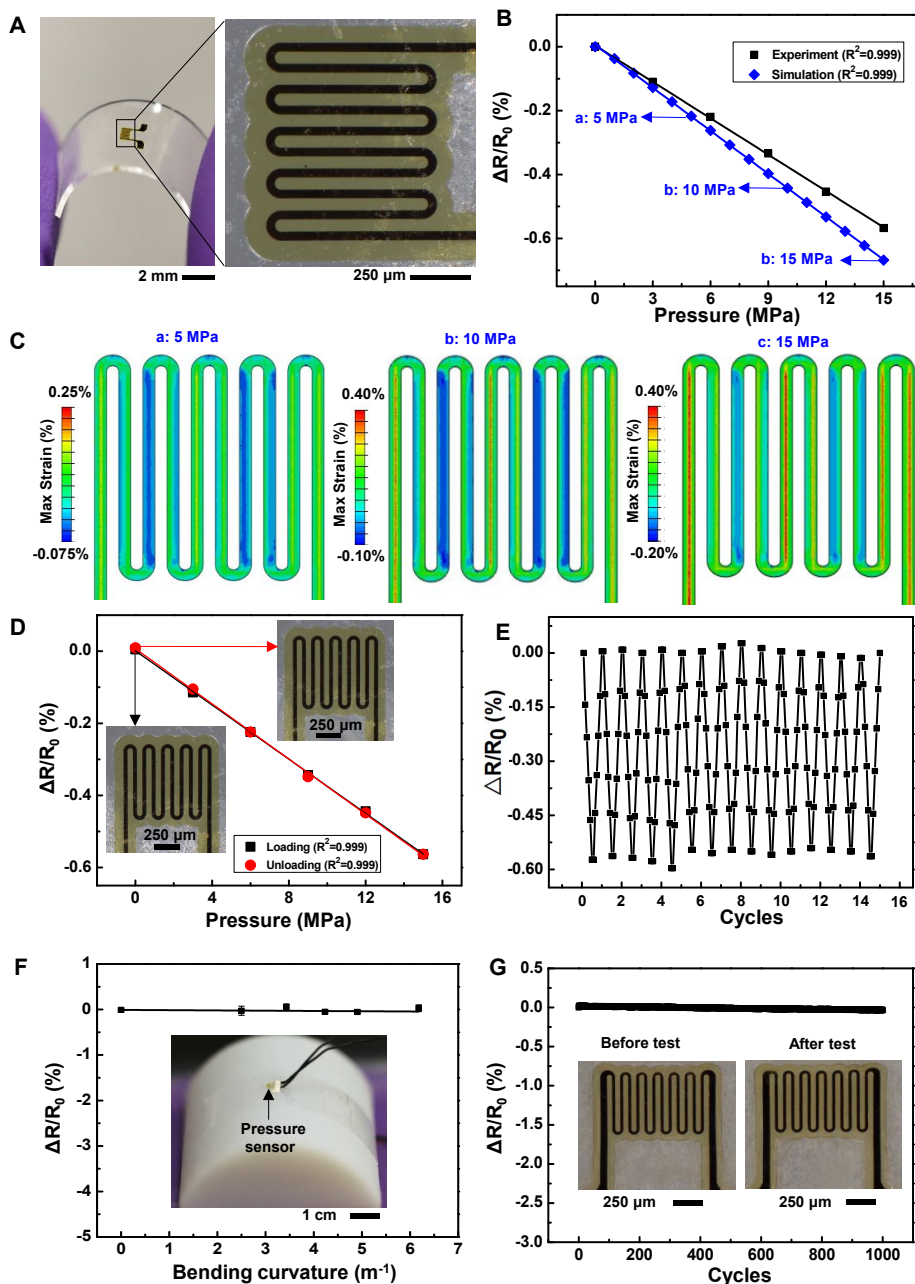 A
2 mm
250 µm
B
ΔR/R₀ (%)
0.0
-0.2
-0.4
-0.6
Experiment (R²=0.999)
Simulation (R²=0.999)
a: 5 MPa
b: 10 MPa
b: 15 MPa
0 3 6 9 12 15
Pressure (MPa)
C
a: 5 MPa
0.25%
Max Strain (%)
-0.075%
b: 10 MPa
0.40%
Max Strain (%)
-0.10%
c: 15 MPa
0.40%
Max Strain (%)
-0.20%
D
ΔR/R₀ (%)
0.0
-0.2
-0.4
-0.6
250 µm
250 µm
Loading (R²=0.999)
Unloading (R²=0.999)
0 4 8 12 16
Pressure (MPa)
E
△R/R0 (%)
0.00
-0.15
-0.30
-0.45
-0.60
0 2 4 6 8 10 12 14 16
Cycles
F
ΔR/R₀ (%)
1
0
-1
-2
-3
-4
-5
Pressure
sensor
1 cm
0 1 2 3 4 5 6 7
Bending curvature (m⁻¹)
G
ΔR/R₀ (%)
0.5
0.0
-0.5
-1.0
-1.5
-2.0
-2.5
-3.0
Before test
After test
250 µm
250 µm
0 200 400 600 800 1000
Cycles